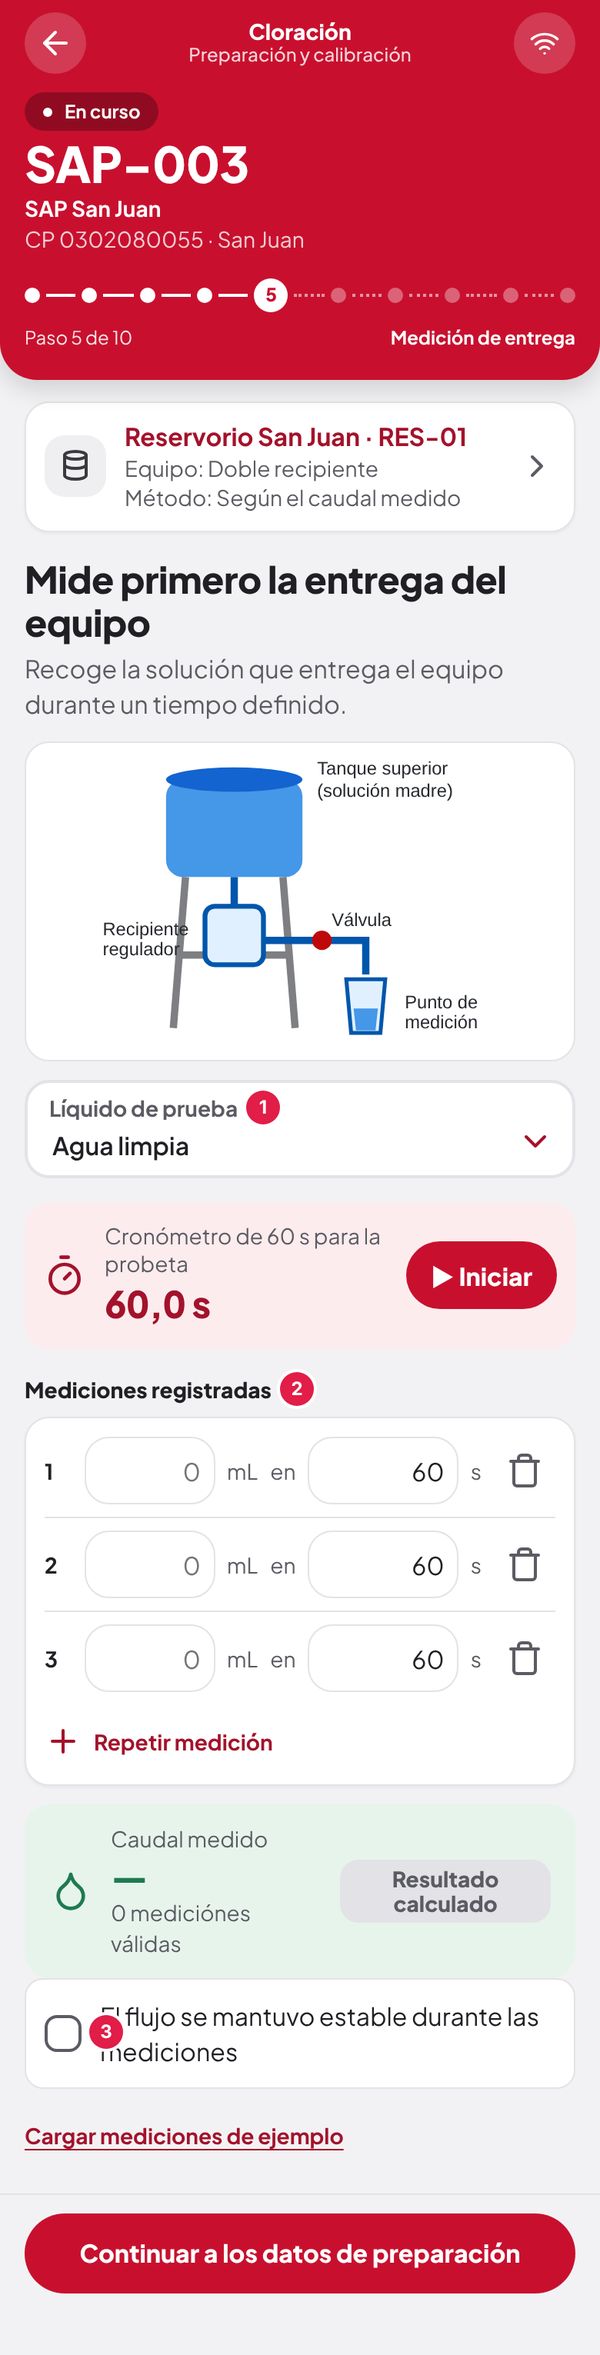 Cloración
Preparación y calibración
En curso
SAP-003
SAP San Juan
CP 0302080055 · San Juan
5
Paso 5 de 10
Medición de entrega
Reservorio San Juan · RES-01
Equipo: Doble recipiente
Método: Según el caudal medido
Mide primero la entrega del
equipo
Recoge la solución que entrega el equipo
durante un tiempo definido.
Tanque superior
(solución madre)
Recipiente
regulador
Válvula
Punto de
medición
Líquido de prueba 1
Agua limpia
Cronómetro de 60 s para la
probeta
60,0 s
Iniciar
Mediciones registradas 2
1 0 mL en 60 s
2 0 mL en 60 s
3 0 mL en 60 s
+ Repetir medición
Caudal medido
—
0 mediciónes
válidas
Resultado
calculado
3
El flujo se mantuvo estable durante las
mediciones
Cargar mediciones de ejemplo
Continuar a los datos de preparación